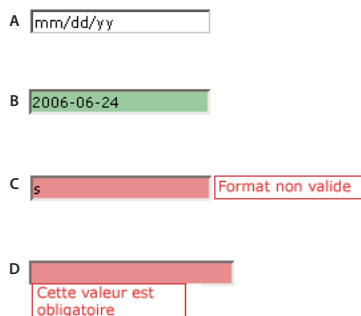 A mm/dd/yy
B 2006-06-24
C s Format non valide
D
Cette valeur est
obligatoire